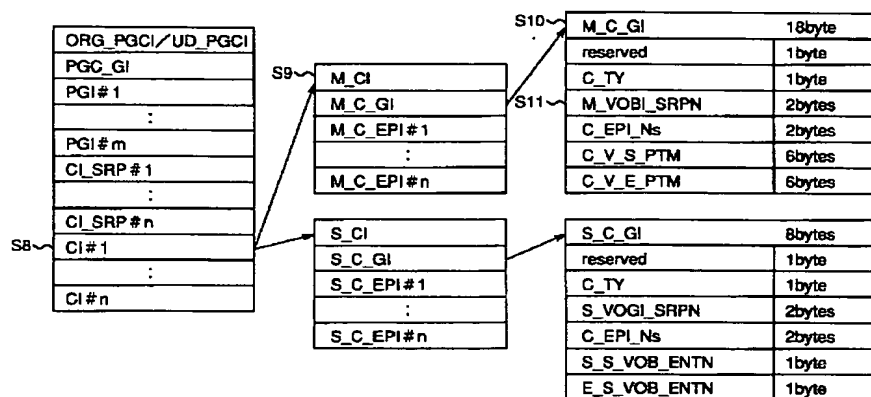 ORG_PGCI/UD_PGCI
PGC_GI
PGI#1
:
PGI#m
CI_SRP#1
:
CI_SRP#n
S8 CI#1
:
CI#n
S9 M_CI
M_C_GI
M_C_EPI#1
:
M_C_EPI#n
S_CI
S_C_GI
S_C_EPI#1
:
S_C_EPI#n
S10 M_C_GI 18byte
reserved 1byte
C_TY 1byte
S11 M_VOBI_SRPN 2bytes
C_EPI_Ns 2bytes
C_V_S_PTM 6bytes
C_V_E_PTM 6bytes
S_C_GI 8bytes
reserved 1byte
C_TY 1byte
S_VOGI_SRPN 2bytes
C_EPI_Ns 2bytes
S_S_VOB_ENTN 1byte
E_S_VOB_ENTN 1byte